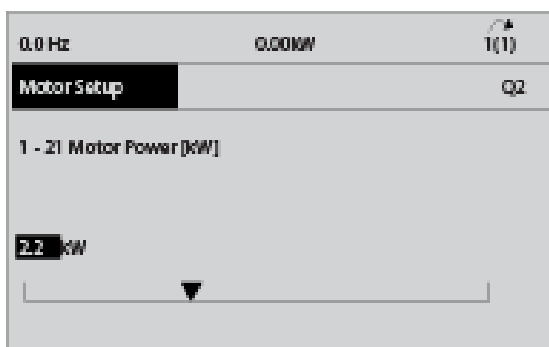 0.0 Hz 0.00kW 1(1)
Motor Setup Q2
1 - 21 Motor Power [kW]
2.2 kW